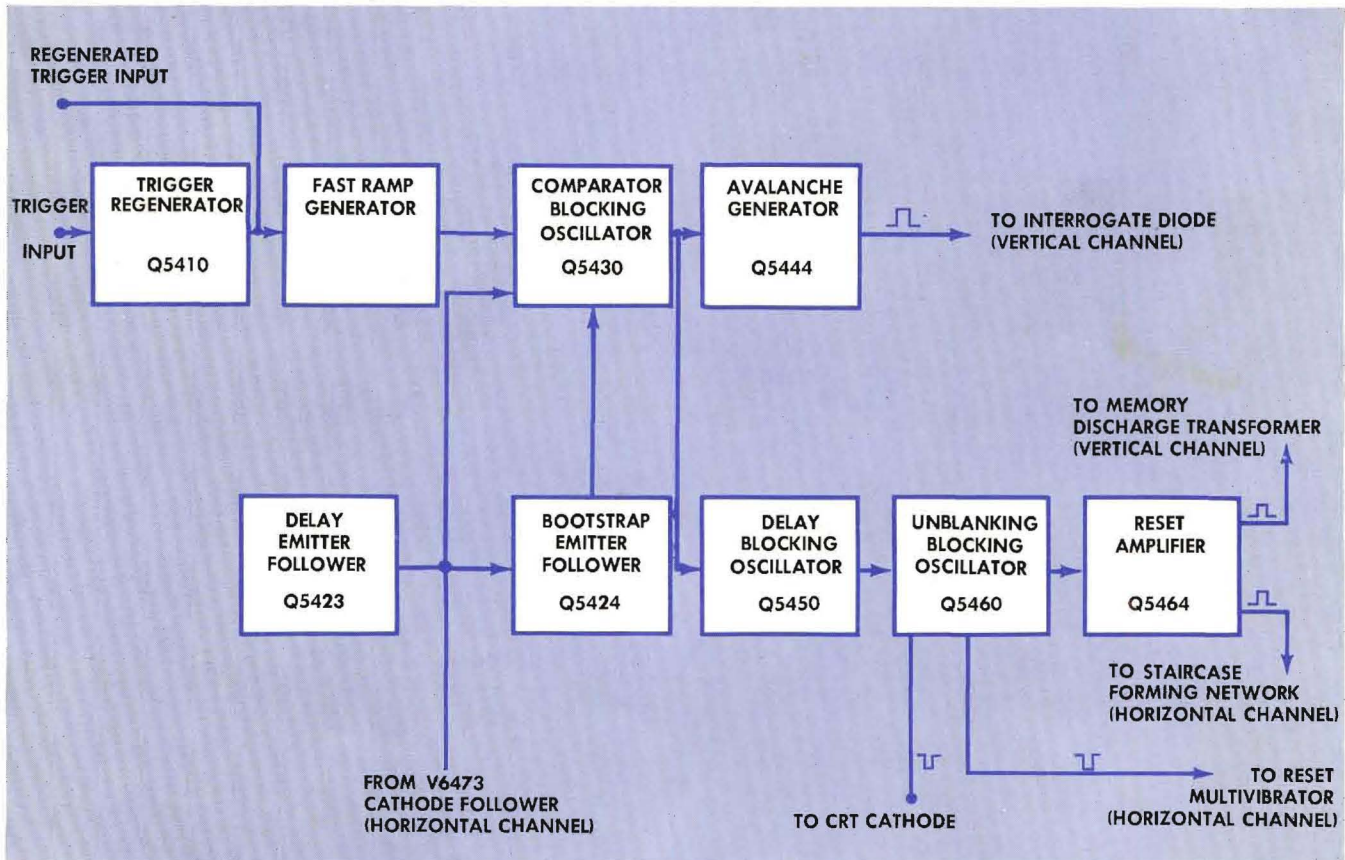 REGENERATED
TRIGGER INPUT
TRIGGER
INPUT
TRIGGER
REGENERATOR
Q5410
FAST RAMP
GENERATOR
COMPARATOR
BLOCKING
OSCILLATOR
Q5430
AVALANCHE
GENERATOR
Q5444
TO INTERROGATE DIODE
(VERTICAL CHANNEL)
TO MEMORY
DISCHARGE TRANSFORMER
(VERTICAL CHANNEL)
DELAY
EMITTER
FOLLOWER
Q5423
BOOTSTRAP
EMITTER
FOLLOWER
Q5424
DELAY
BLOCKING
OSCILLATOR
Q5450
UNBLANKING
BLOCKING
OSCILLATOR
Q5460
RESET
AMPLIFIER
Q5464
TO STAIRCASE
FORMING NETWORK
(HORIZONTAL CHANNEL)
FROM V6473
CATHODE FOLLOWER
(HORIZONTAL CHANNEL)
TO CRT CATHODE
TO RESET
MULTIVIBRATOR
(HORIZONTAL CHANNEL)